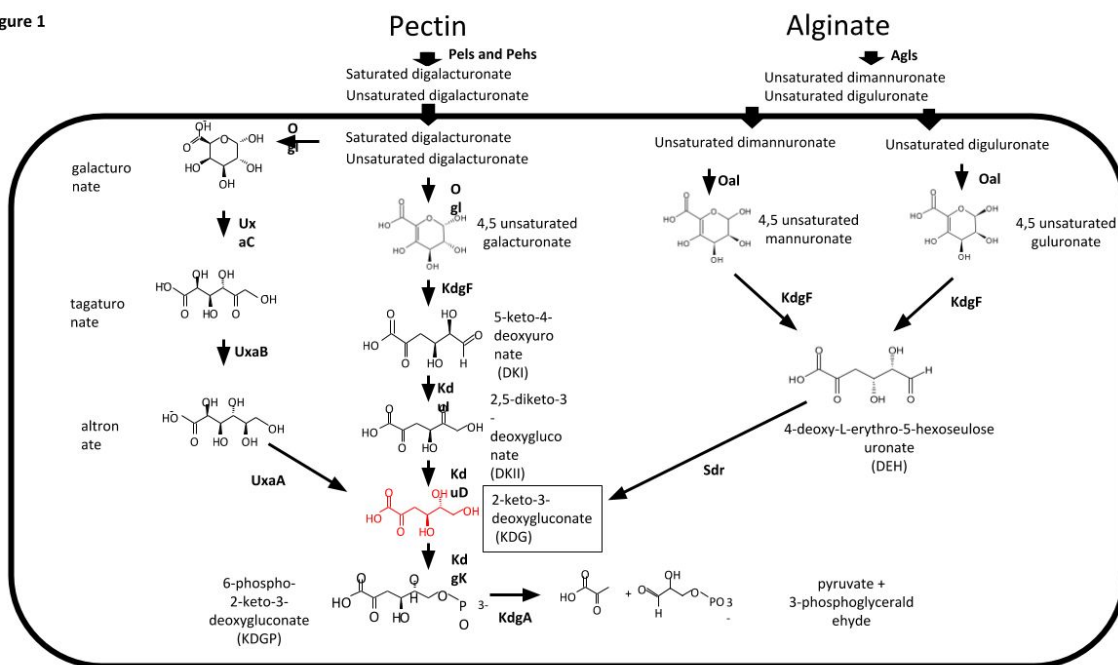 gure 1
Pectin
Alginate
Pels and Pehs
Agls
Saturated digalacturonate
Unsaturated digalacturonate
Unsaturated dimannuronate
Unsaturated diguluronate
O
gl
Saturated digalacturonate
Unsaturated digalacturonate
Unsaturated dimannuronate
Unsaturated diguluronate
galacturo
nate
O
gl
Oal
Oal
4,5 unsaturated
galacturonate
4,5 unsaturated
mannuronate
4,5 unsaturated
guluronate
Ux
aC
KdgF
KdgF
KdgF
tagaturo
nate
5-keto-4-
deoxyuro
nate
(DKI)
UxaB
Kd
uI
2,5-diketo-3
-
deoxygluco
nate
(DKII)
altron
ate
4-deoxy-L-erythro-5-hexoseulose
uronate
(DEH)
UxaA
Kd
uD
Sdr
2-keto-3-
deoxygluconate
(KDG)
Kd
gK
6-phospho-
2-keto-3-
deoxygluconate
(KDGP)
KdgA
pyruvate +
3-phosphoglycerald
ehyde